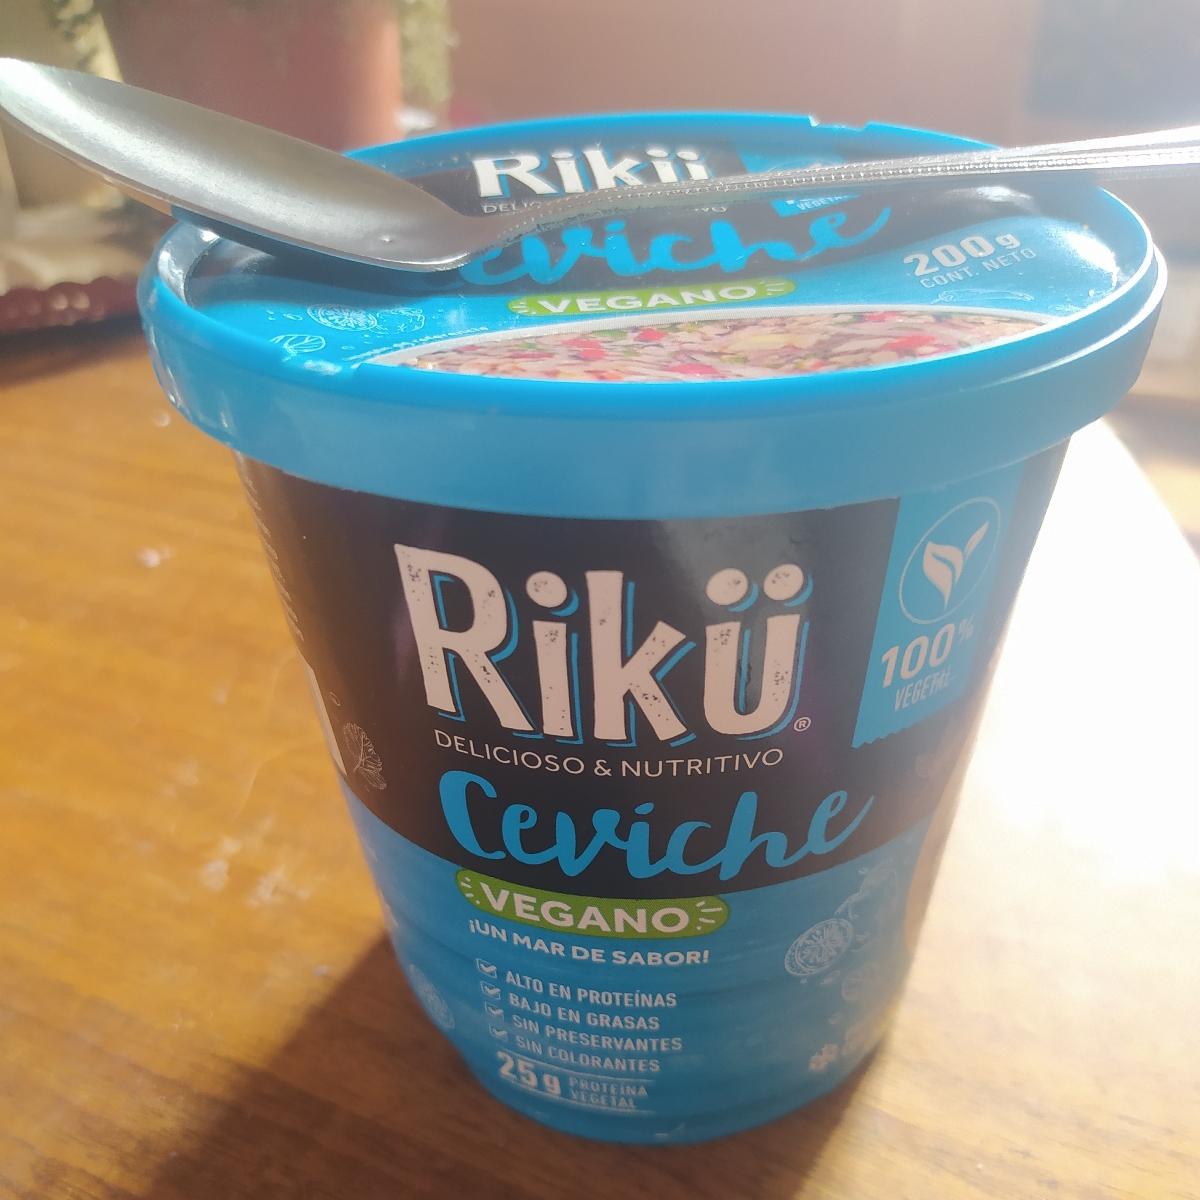 Rikü
VEGETAL
Ceviche
200g
CONT. NETO
VEGANO
Rikü®
DELICIOSO & NUTRITIVO
100%
VEGETAL
Ceviche
VEGANO
¡UN MAR DE SABOR!
ALTO EN PROTEÍNAS
BAJO EN GRASAS
SIN PRESERVANTES
SIN COLORANTES
25g PROTEÍNA
VEGETAL